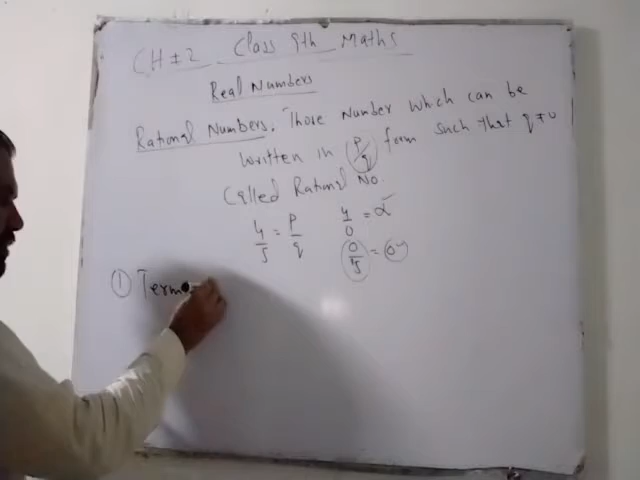 CH # 2 Class 9th Maths
Real Numbers
Rational Numbers. Those Number which can be
written in P/q form such that q≠0
Called Rational No.
4/5 = P/q 4/0 = α
0/5 = 0
① Term